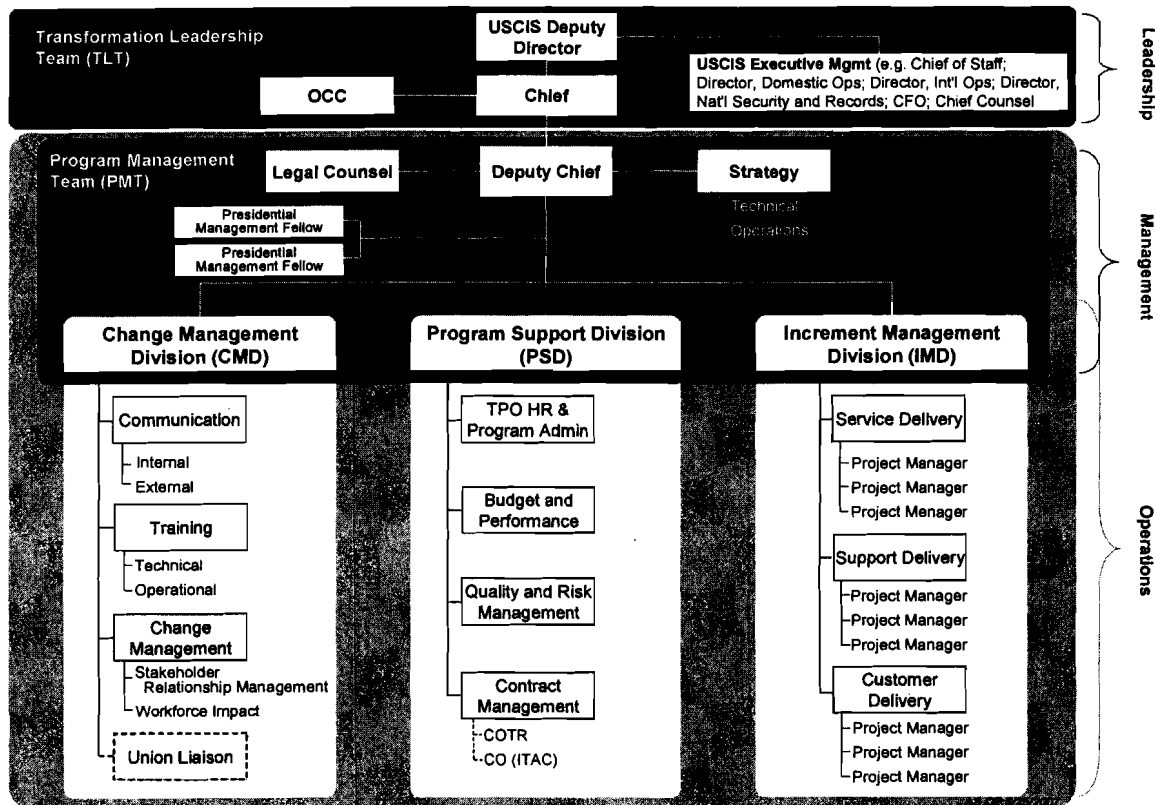 Transformation Leadership
Team (TLT)
USCIS Deputy
Director
USCIS Executive Mgmt (e.g. Chief of Staff;
Director, Domestic Ops; Director, Int'l Ops; Director,
Nat'l Security and Records; CFO; Chief Counsel
OCC
Chief
Leadership
Program Management
Team (PMT)
Legal Counsel
Deputy Chief
Strategy
Technical
Operations
Presidential
Management Fellow
Presidential
Management Fellow
Management
Change Management
Division (CMD)
Program Support Division
(PSD)
Increment Management
Division (IMD)
Communication
Internal
External
Training
Technical
Operational
Change
Management
Stakeholder
Relationship Management
Workforce Impact
Union Liaison
TPO HR &
Program Admin
Budget and
Performance
Quality and Risk
Management
Contract
Management
COTR
CO (ITAC)
Service Delivery
Project Manager
Project Manager
Project Manager
Support Delivery
Project Manager
Project Manager
Project Manager
Customer
Delivery
Project Manager
Project Manager
Project Manager
Operations